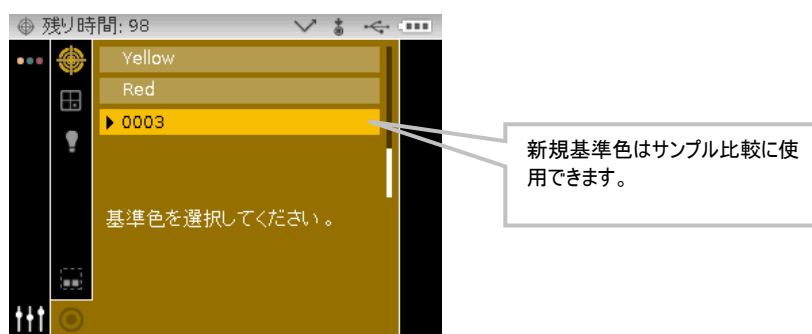 残り時間: 98
Yellow
Red
0003
基準色を選択してください。
新規基準色はサンプル比較に使
用できます。